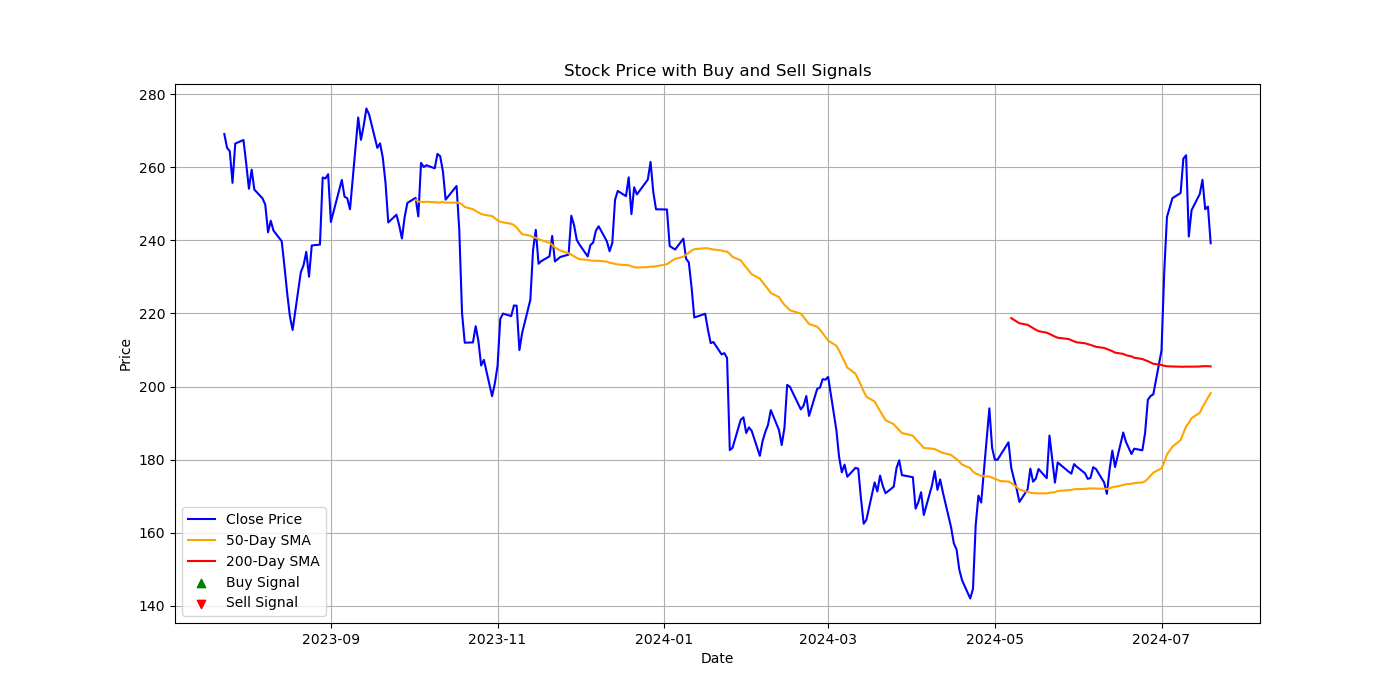 Stock Price with Buy and Sell Signals
280
260
240
220
200
180
160
140
Price
Close Price
50-Day SMA
200-Day SMA
Buy Signal
Sell Signal
2023-09
2023-11
2024-01
2024-03
2024-05
2024-07
Date